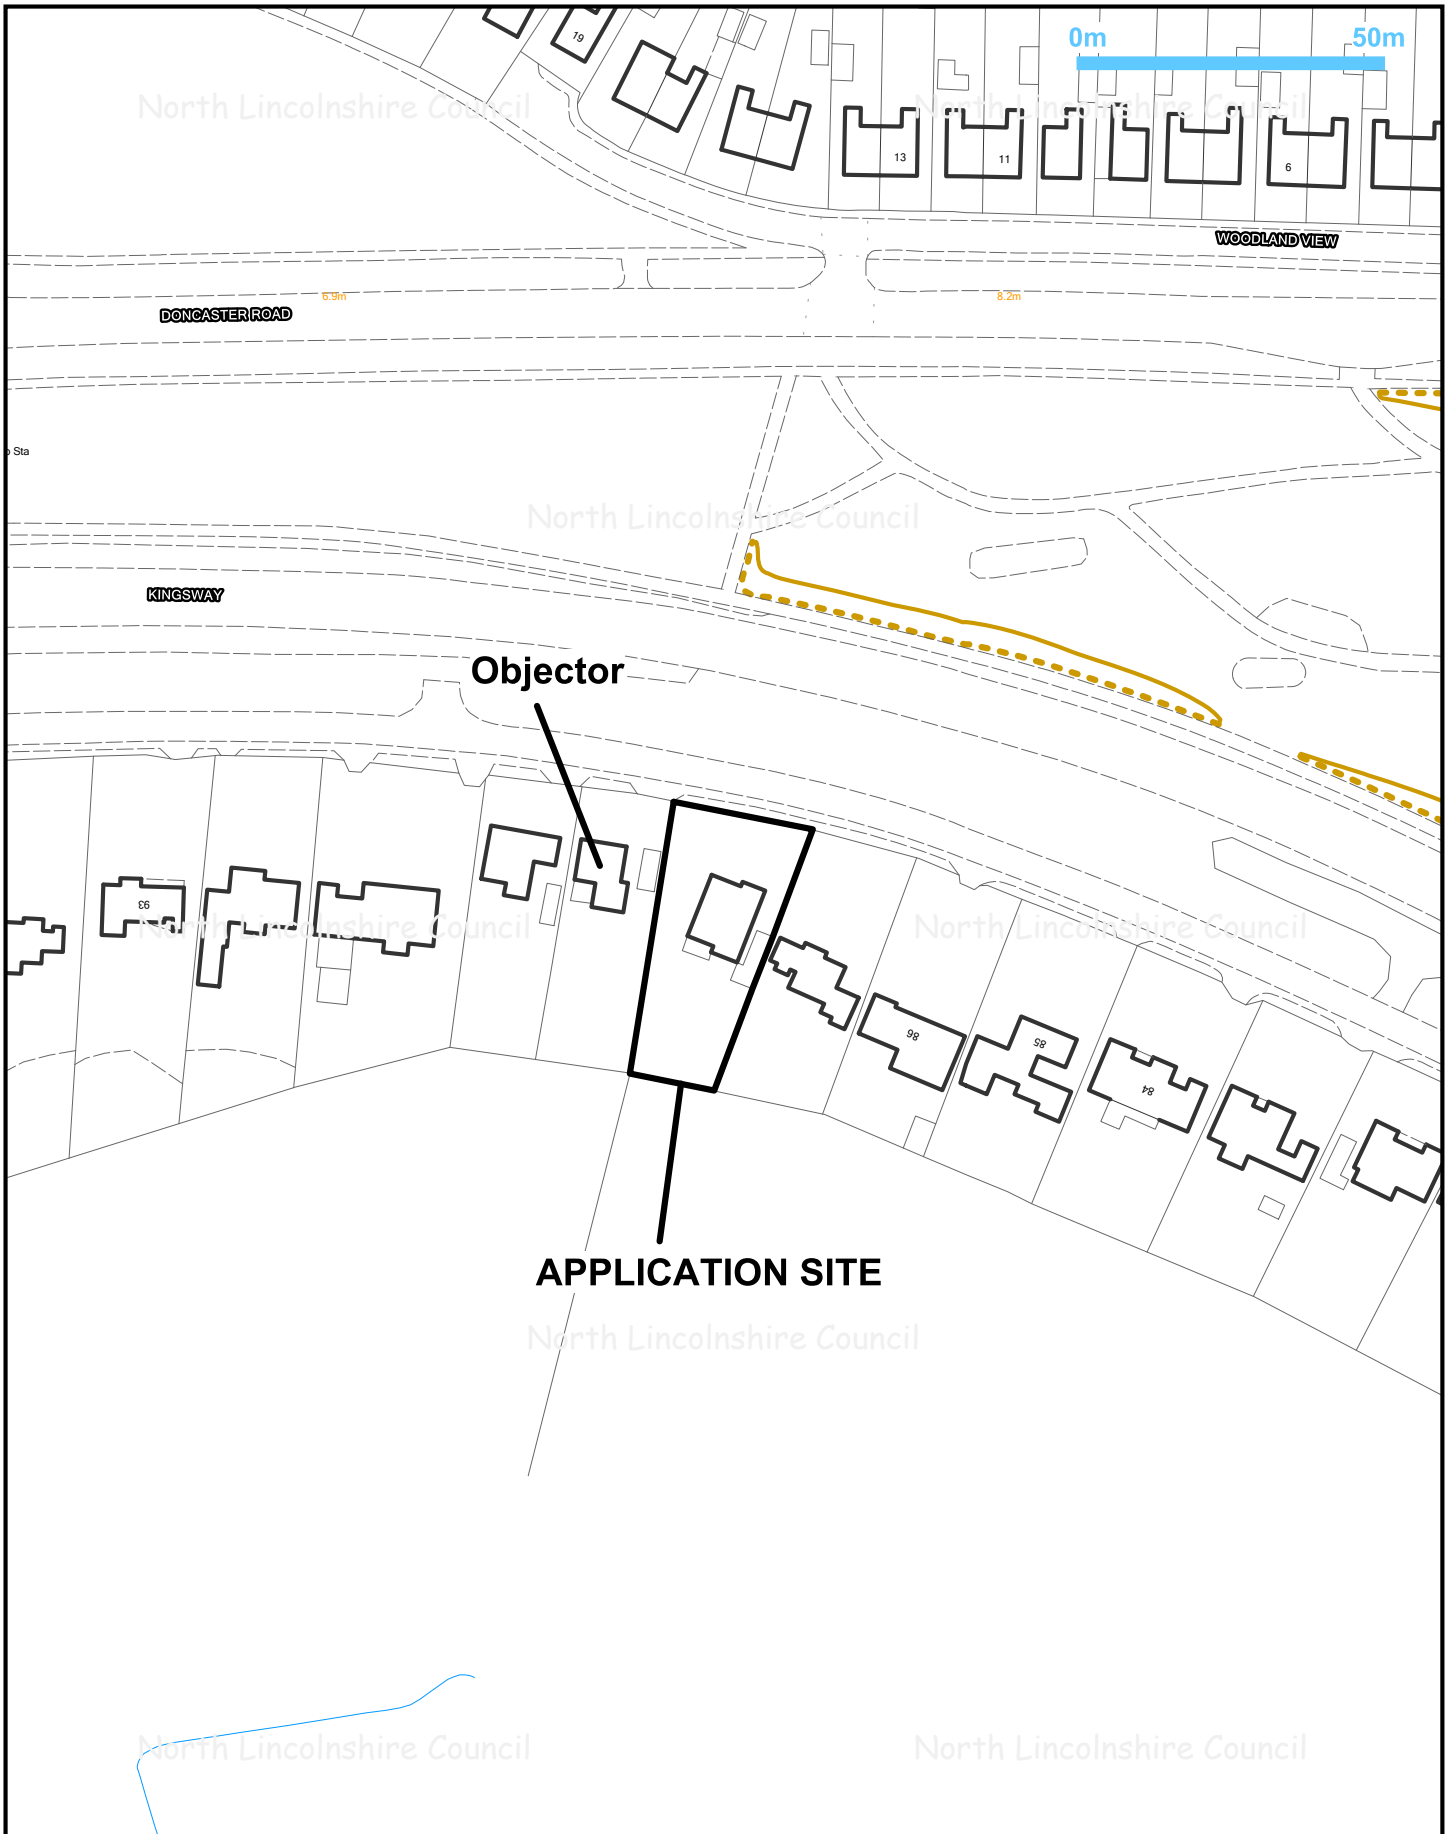 0m 50m
19
North Lincolnshire Council North Lincolnshire Council
13 11 6
WOODLAND VIEW
6.9m 8.2m
DONCASTER ROAD
Sta
North Lincolnshire Council
KINGSWAY
Objector
93
North Lincolnshire Council North Lincolnshire Council
86
85
84
APPLICATION SITE
North Lincolnshire Council
North Lincolnshire Council North Lincolnshire Council